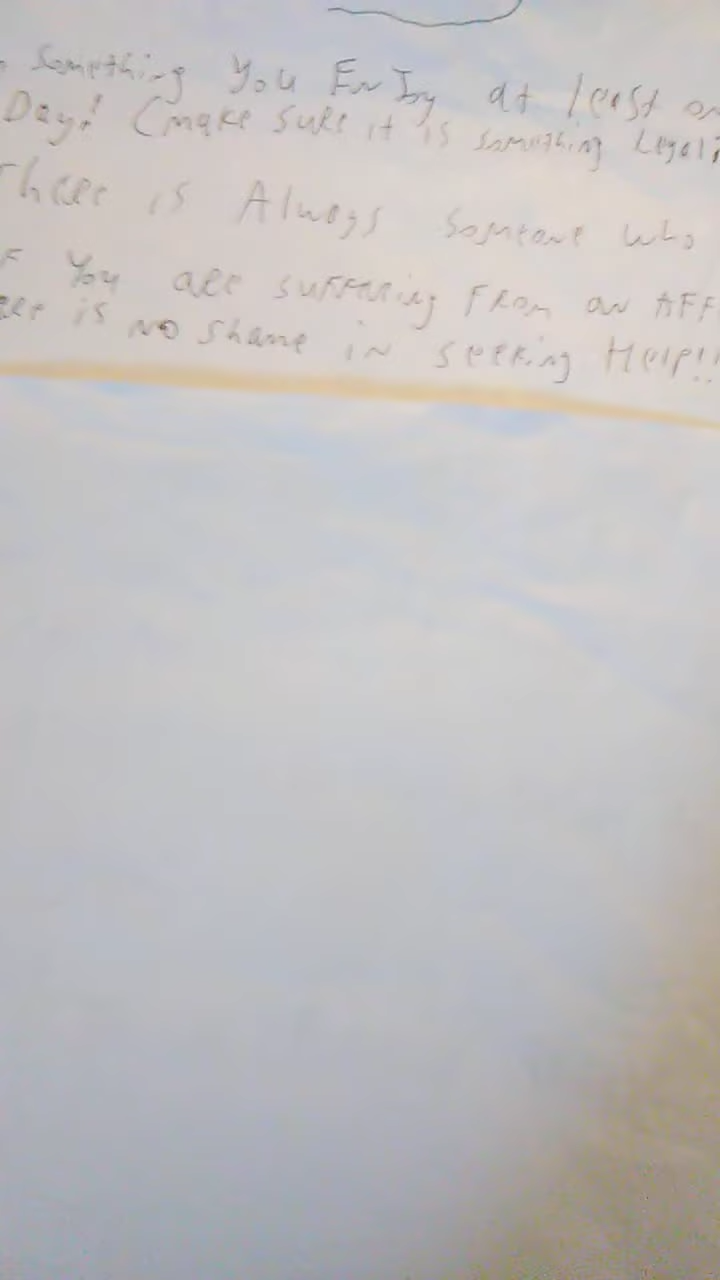 Something You EnJoy at least
Day! (make sure it is something Legal!
There is Always someone who
If You are suffering From an AFF
is no shame in seeking Help!!